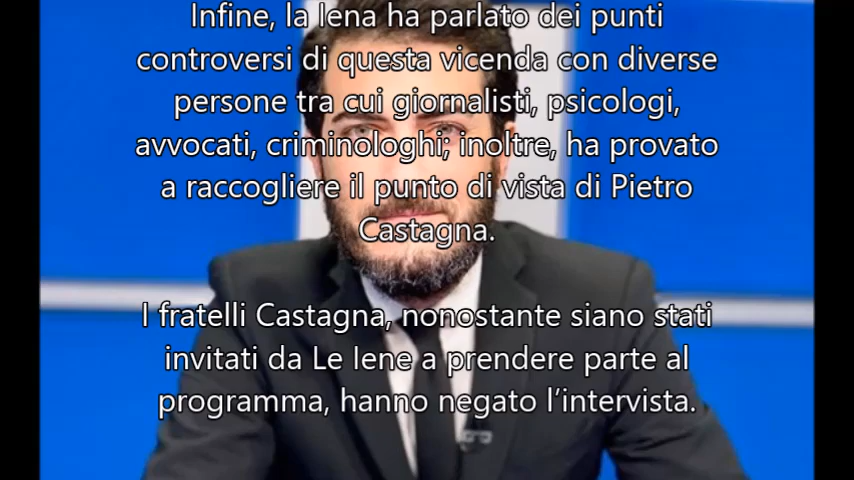 Infine, la Iena ha parlato dei punti
controversi di questa vicenda con diverse
persone tra cui giornalisti, psicologi,
avvocati, criminologhi; inoltre, ha provato
a raccogliere il punto di vista di Pietro
Castagna.
I fratelli Castagna, nonostante siano stati
invitati da Le Iene a prendere parte al
programma, hanno negato l'intervista.